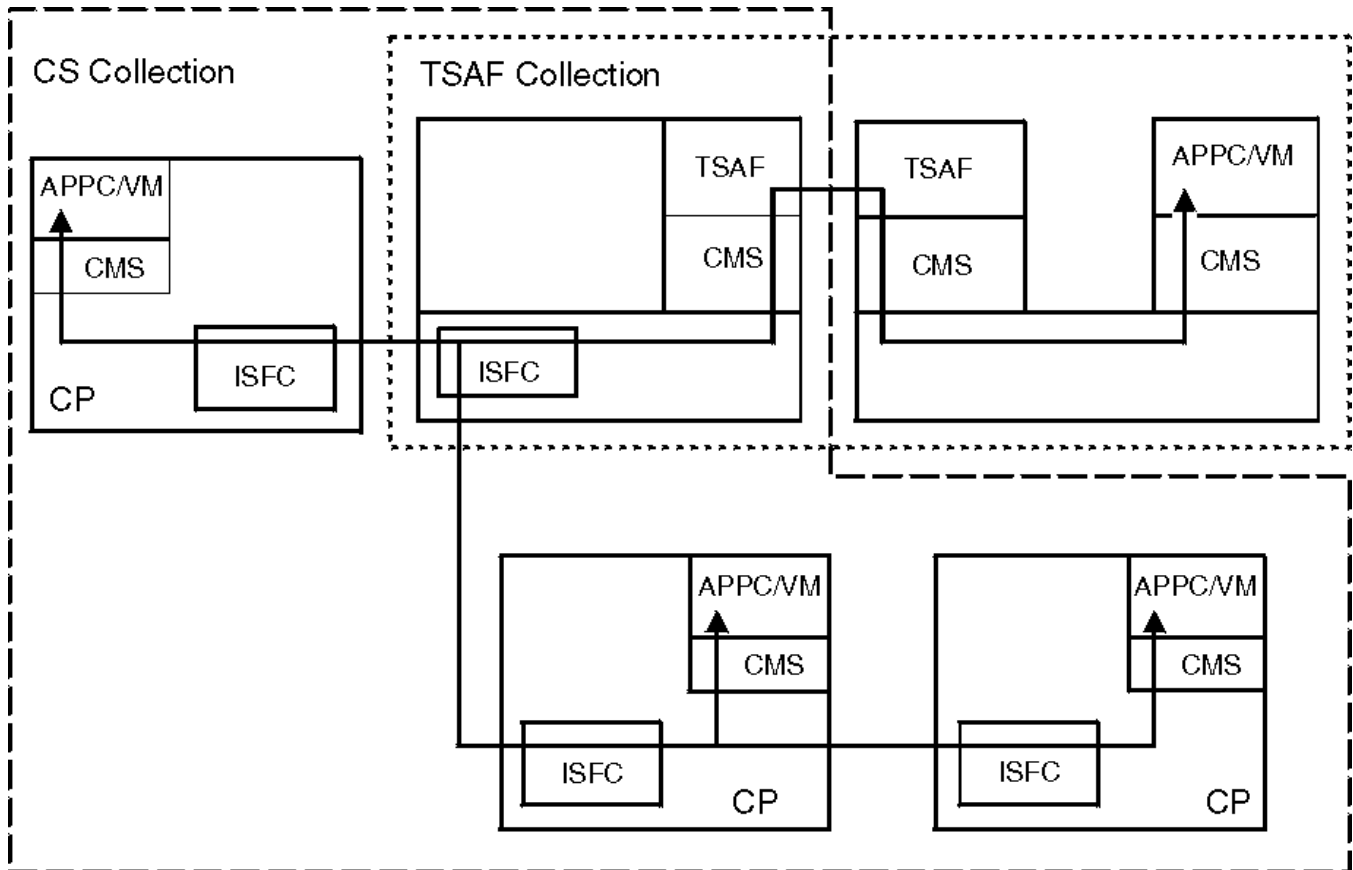 CS Collection
TSAF Collection
APPC/VM
CMS
ISFC
CP
TSAF
CMS
ISFC
TSAF
CMS
APPC/VM
CMS
APPC/VM
CMS
ISFC
CP
APPC/VM
CMS
ISFC
CP